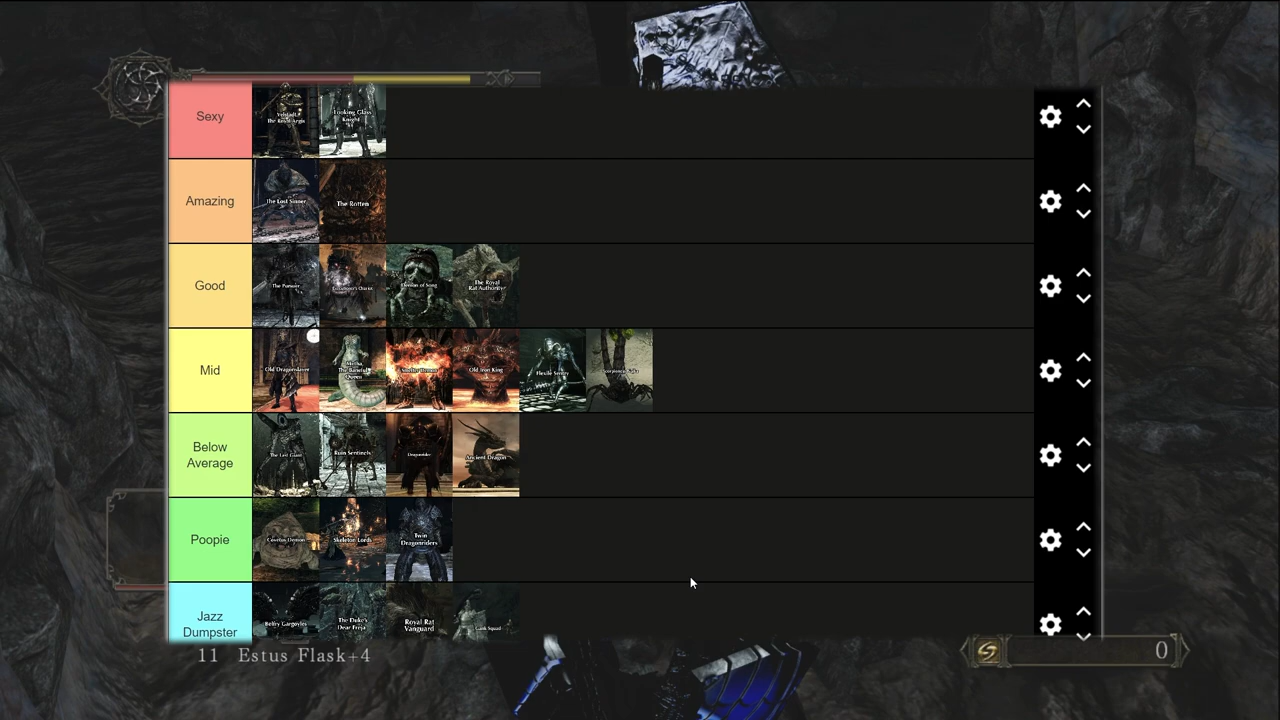 Sexy
Velstadt
The Royal Aegis
Looking Glass
Knight
Amazing
The Lost Sinner
The Rotten
Good
The Pursuer
Executioner's Chariot
Demon of Song
The Royal
Rat Authority
Mid
Old Dragonslayer
Mytha,
The Baneful
Queen
Smelter Demon
Old Iron King
Flexile Sentry
Scorpioness Najka
Below
Average
The Last Giant
Ruin Sentinels
Dragonrider
Ancient Dragon
Poopie
Covetous Demon
Skeleton Lords
Twin
Dragonriders
Jazz
Dumpster
Belfry Gargoyles
The Duke's
Dear Freja
Royal Rat
Vanguard
Gank Squad
11 Estus Flask+4
0